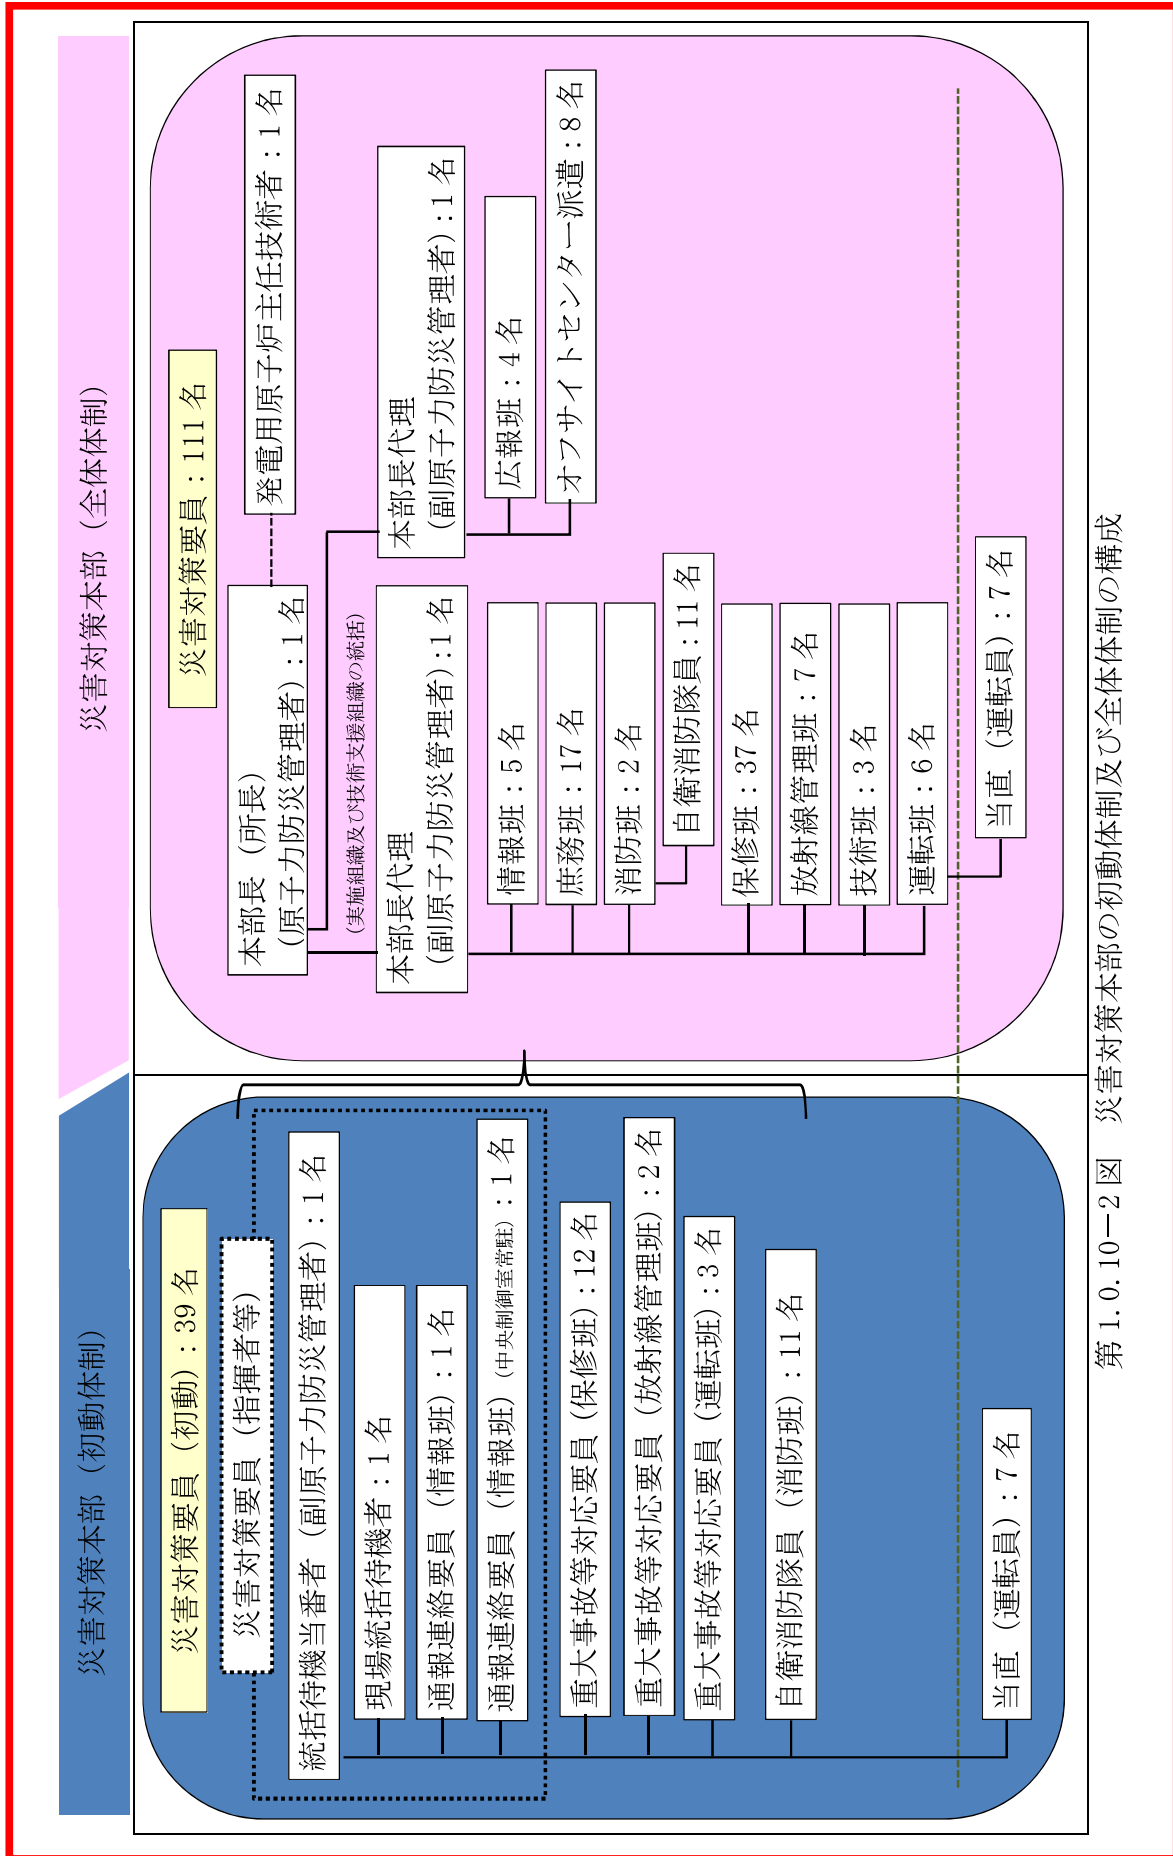 災害対策本部（初動体制）
災害対策要員（初動）：39名
災害対策要員（指揮者等）
統括待機当番者（副原子力防災管理者）：1名
現場統括待機者：1名
通報連絡要員（情報班）：1名
通報連絡要員（情報班）（中央制御室常駐）：1名
重大事故等対応要員（保修班）：12名
重大事故等対応要員（放射線管理班）：2名
重大事故等対応要員（運転班）：3名
自衛消防隊員（消防班）：11名
当直（運転員）：7名
災害対策本部（全体体制）
災害対策要員：111名
本部長（所長）
（原子力防災管理者）：1名
発電用原子炉主任技術者：1名
（実施組織及び技術支援組織の統括）
本部長代理
（副原子力防災管理者）：1名
情報班：5名
庶務班：17名
消防班：2名
自衛消防隊員：11名
保修班：37名
放射線管理班：7名
技術班：3名
運転班：6名
当直（運転員）：7名
本部長代理
（副原子力防災管理者）：1名
広報班：4名
オフサイトセンター派遣：8名
第1.0.10－2図　災害対策本部の初動体制及び全体体制の構成